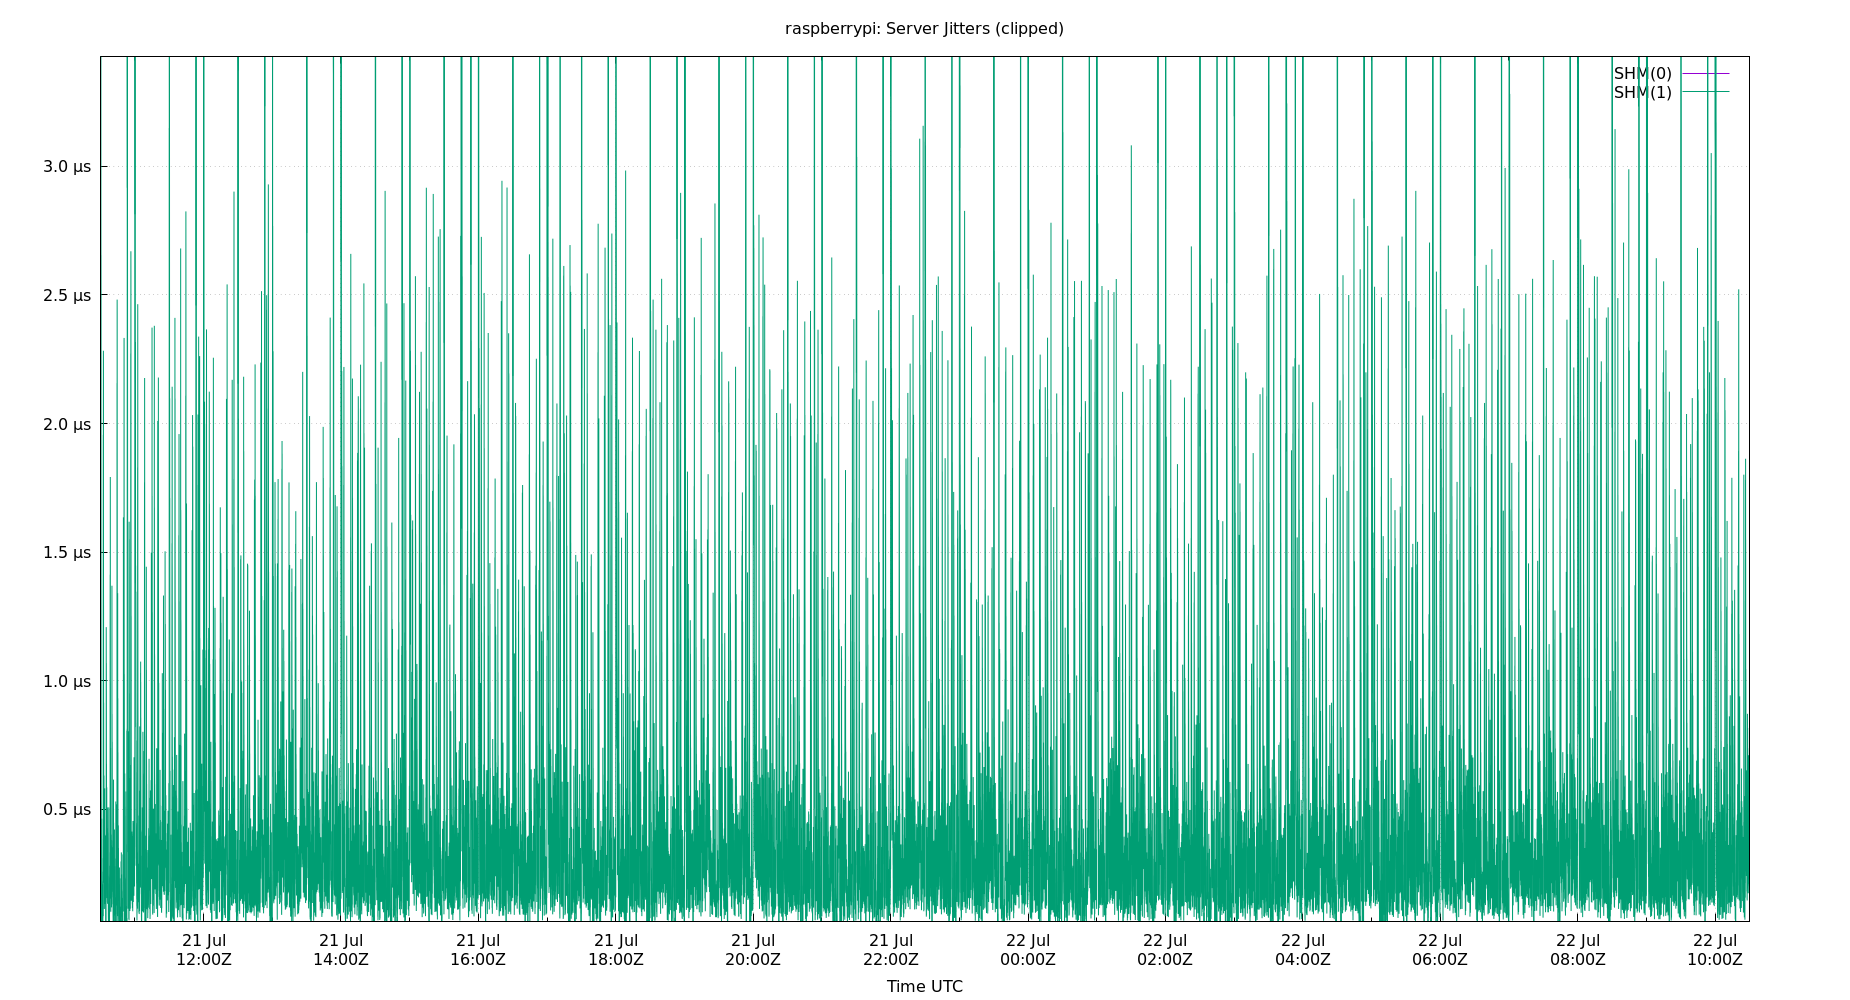 raspberrypi: Server Jitters (clipped)
SHM(0)
SHM(1)
3.0 µs
2.5 µs
2.0 µs
1.5 µs
1.0 µs
0.5 µs
21 Jul 21 Jul 21 Jul 21 Jul 21 Jul 21 Jul 22 Jul 22 Jul 22 Jul 22 Jul 22 Jul 22 Jul
12:00Z 14:00Z 16:00Z 18:00Z 20:00Z 22:00Z 00:00Z 02:00Z 04:00Z 06:00Z 08:00Z 10:00Z
Time UTC